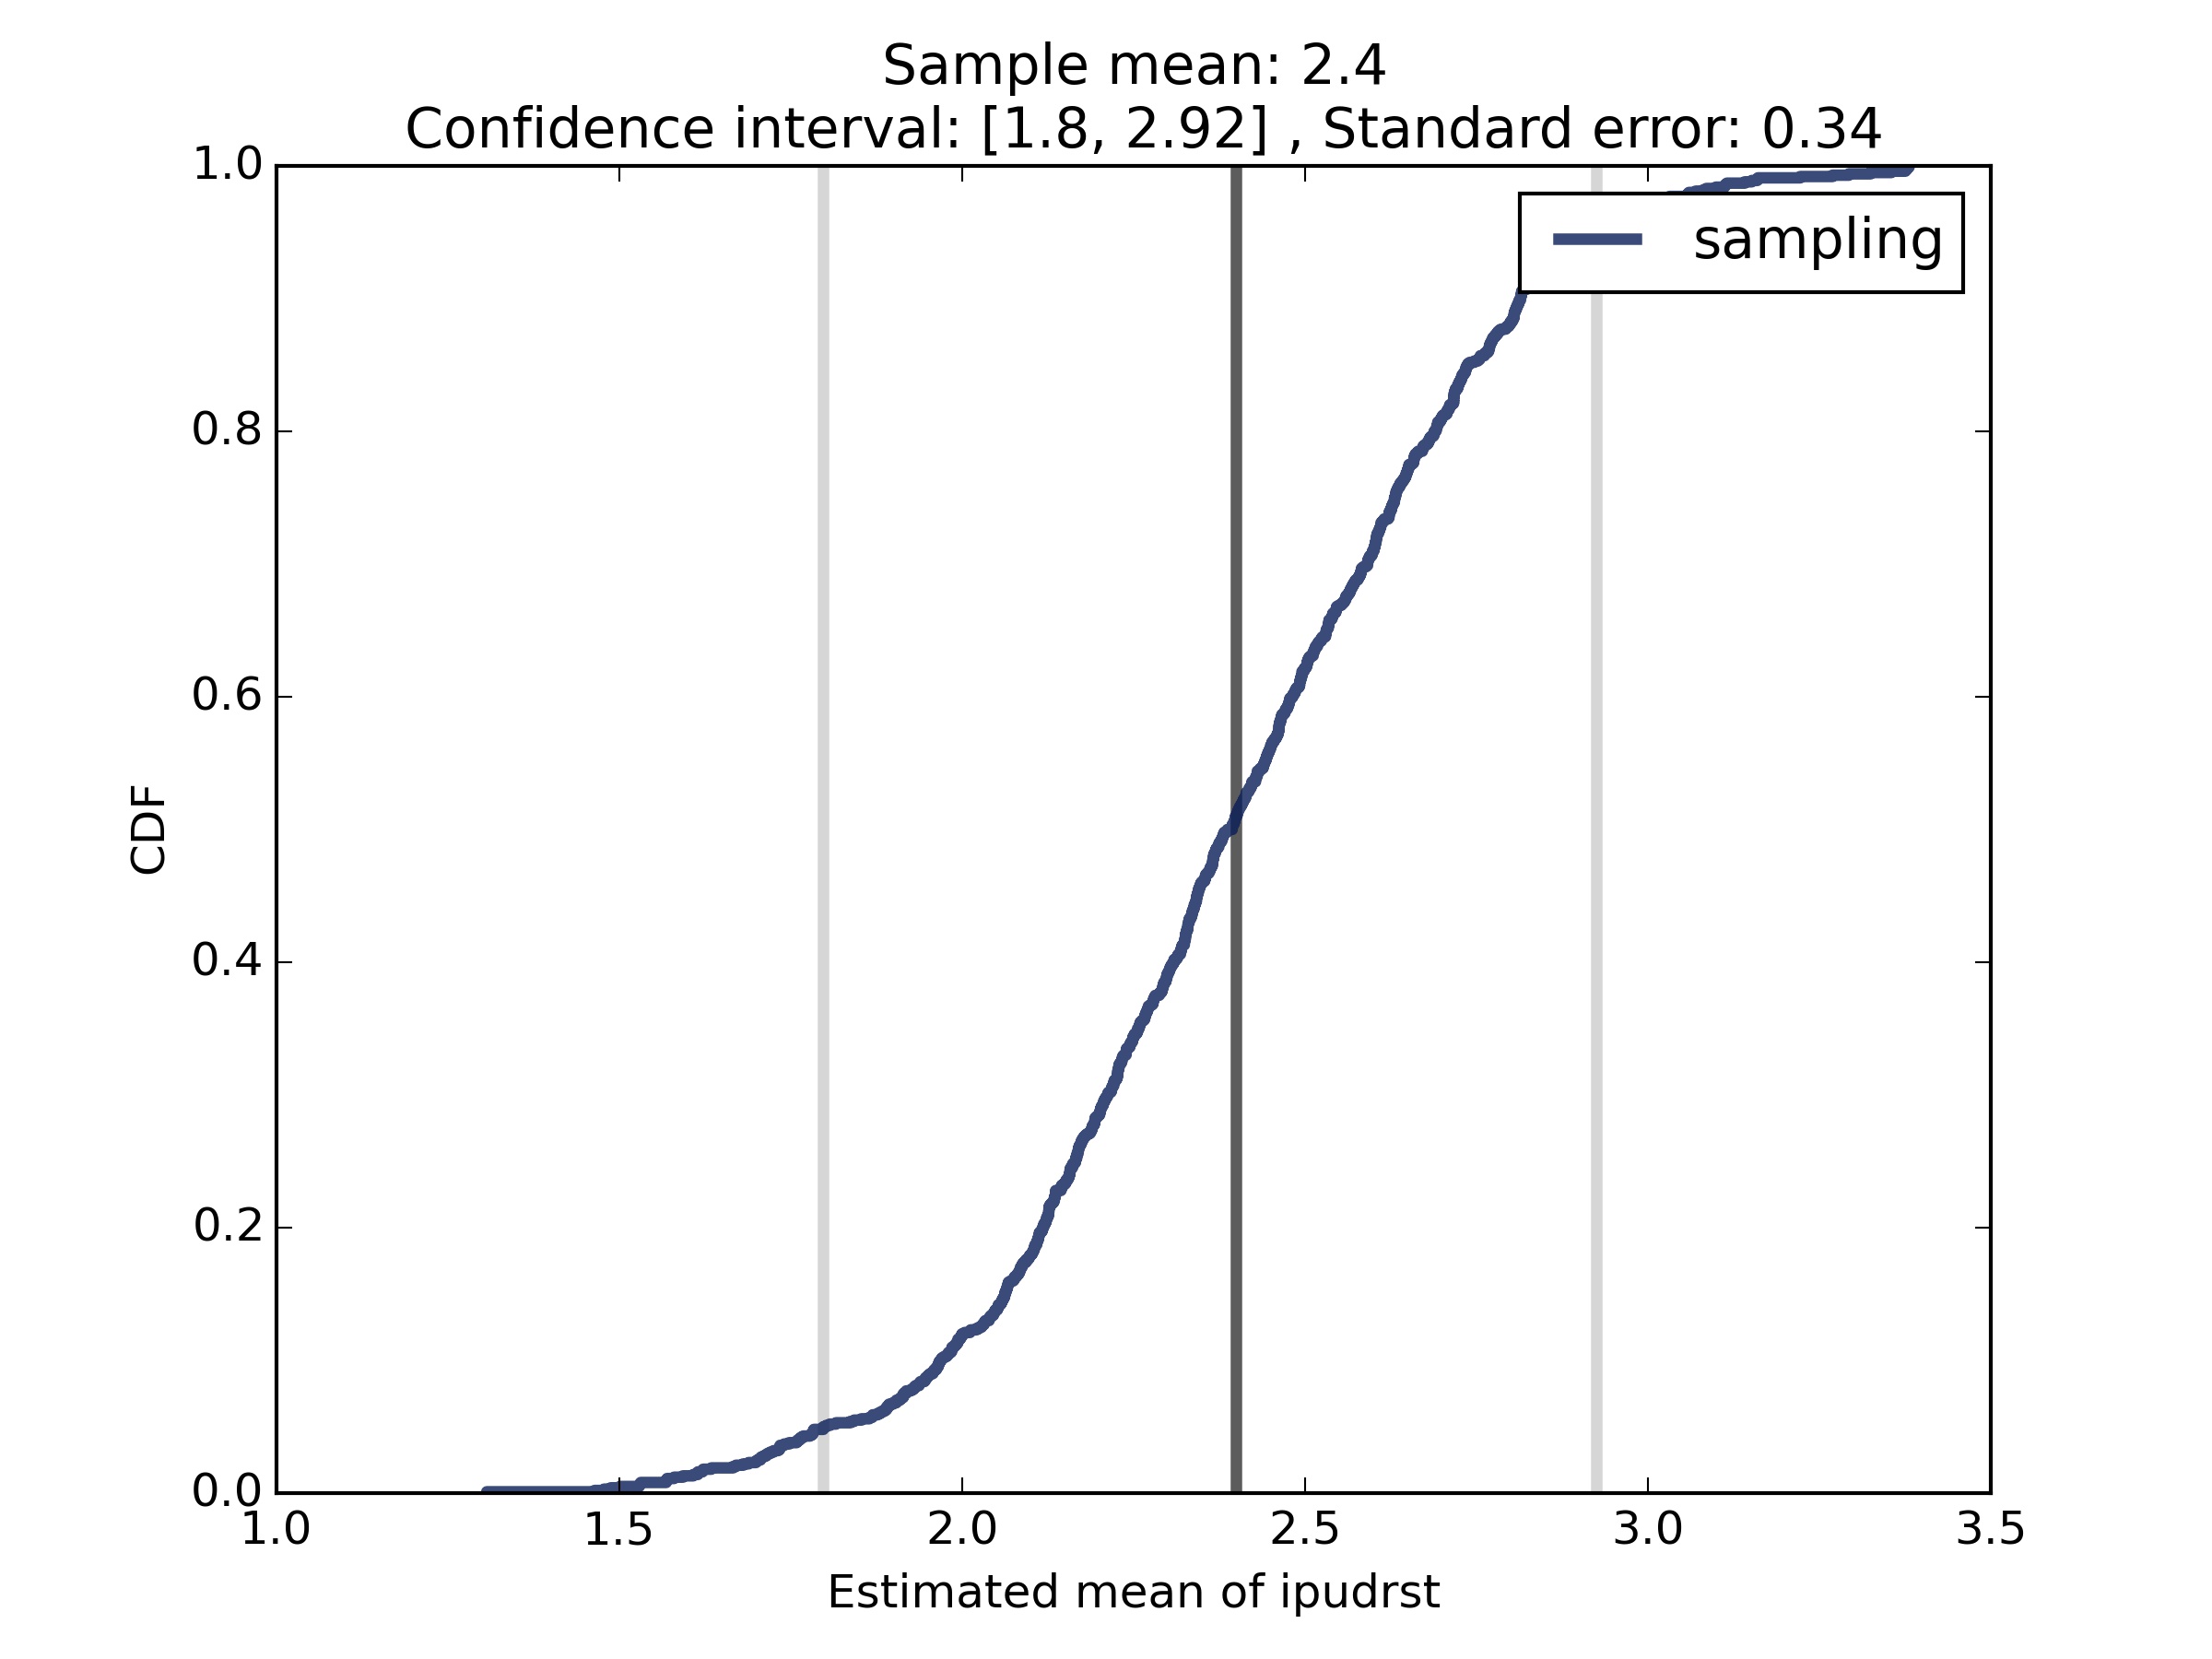 Sample mean: 2.4
Confidence interval: [1.8, 2.92] , Standard error: 0.34
1.0
sampling
0.8
0.6
CDF
0.4
0.2
0.0
1.0 1.5 2.0 2.5 3.0 3.5
Estimated mean of ipudrst